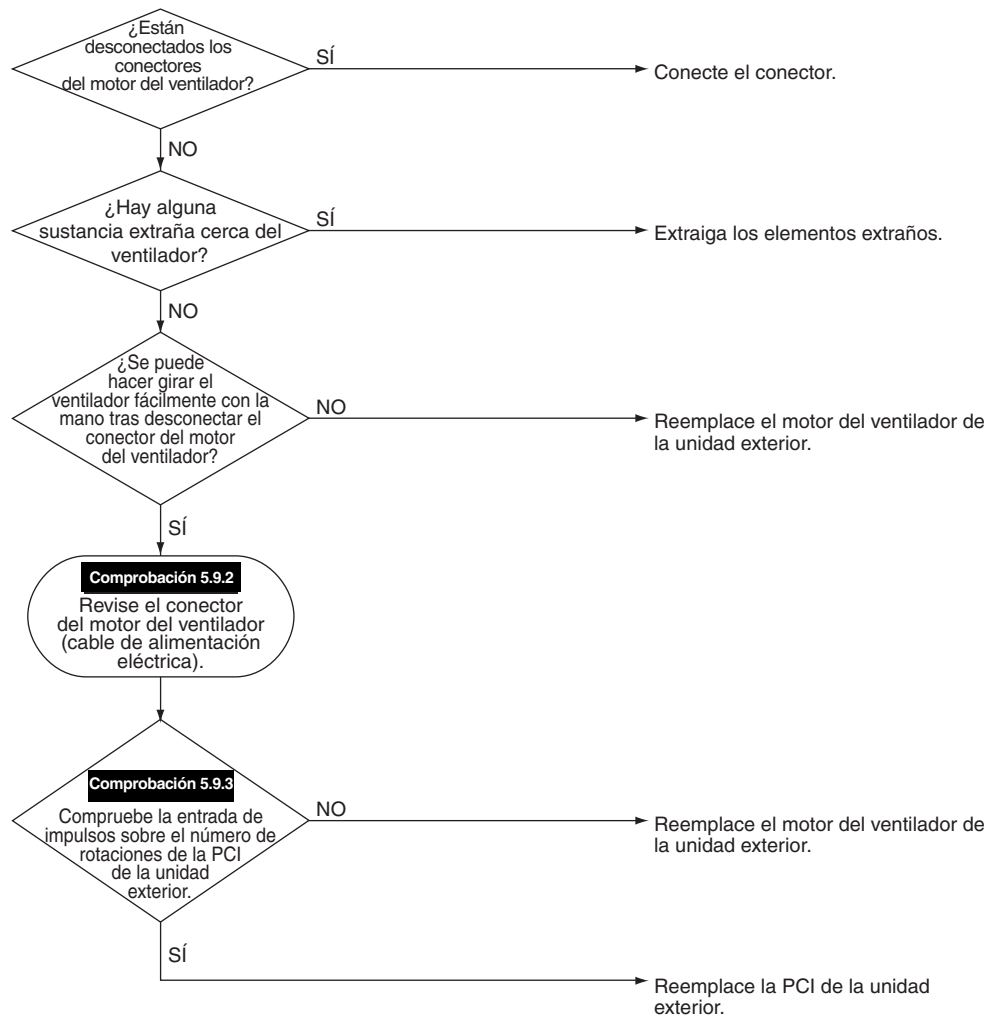 ¿Están
desconectados los
conectores
del motor del ventilador?
SÍ
Conecte el conector.
NO
¿Hay alguna
sustancia extraña cerca del
ventilador?
SÍ
Extraiga los elementos extraños.
NO
¿Se puede
hacer girar el
ventilador fácilmente con la
mano tras desconectar el
conector del motor
del ventilador?
NO
Reemplace el motor del ventilador de
la unidad exterior.
SÍ
Comprobación 5.9.2
Revise el conector
del motor del ventilador
(cable de alimentación
eléctrica).
Comprobación 5.9.3
Compruebe la entrada de
impulsos sobre el número de
rotaciones de la PCI
de la unidad
exterior.
NO
Reemplace el motor del ventilador de
la unidad exterior.
SÍ
Reemplace la PCI de la unidad
exterior.